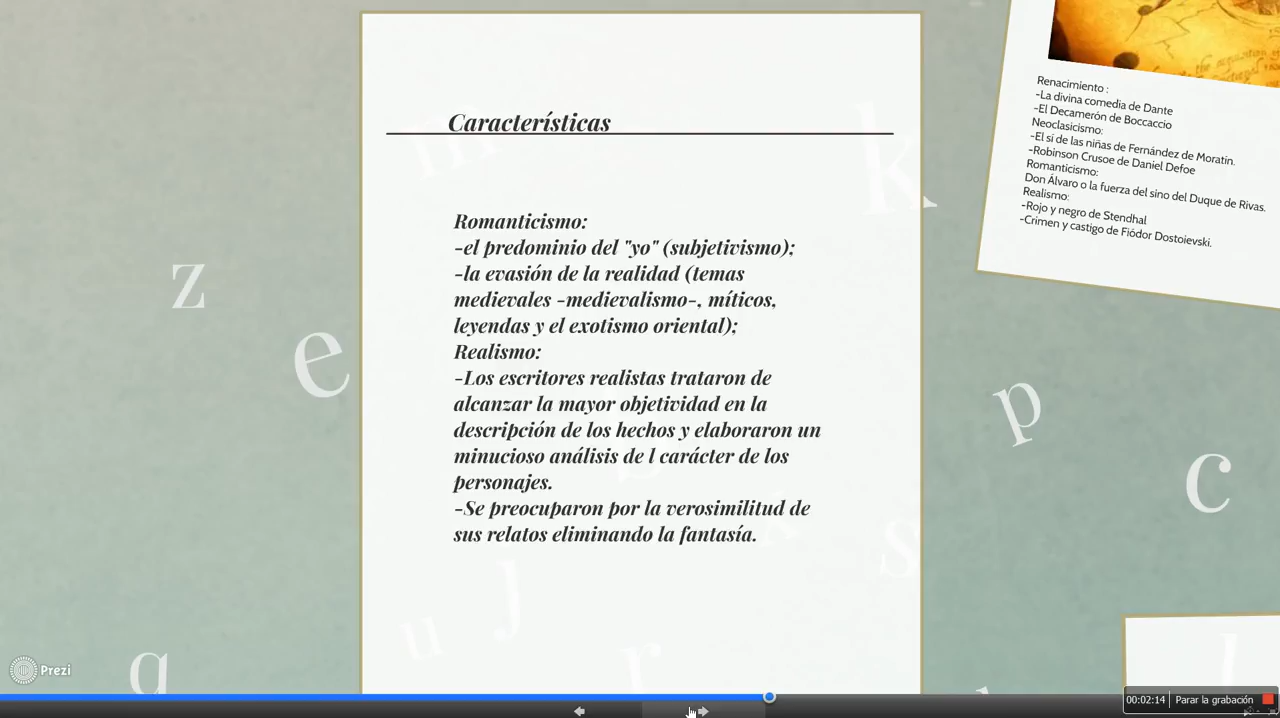 Características
Romanticismo:
-el predominio del "yo" (subjetivismo);
-la evasión de la realidad (temas
medievales -medievalismo-, míticos,
leyendas y el exotismo oriental);
Realismo:
-Los escritores realistas trataron de
alcanzar la mayor objetividad en la
descripción de los hechos y elaboraron un
minucioso análisis de l carácter de los
personajes.
-Se preocuparon por la verosimilitud de
sus relatos eliminando la fantasía.
Renacimiento :
-La divina comedia de Dante
-El Decamerón de Boccaccio
Neoclasicismo:
-El sí de las niñas de Fernández de Moratín.
-Robinson Crusoe de Daniel Defoe
Romanticismo:
Don Álvaro o la fuerza del sino del Duque de Rivas.
Realismo:
-Rojo y negro de Stendhal
-Crimen y castigo de Fiódor Dostoievski.
z
e
p
c
q
m
k
s
j
u
r
l
Prezi
00:02:14 Parar la grabación